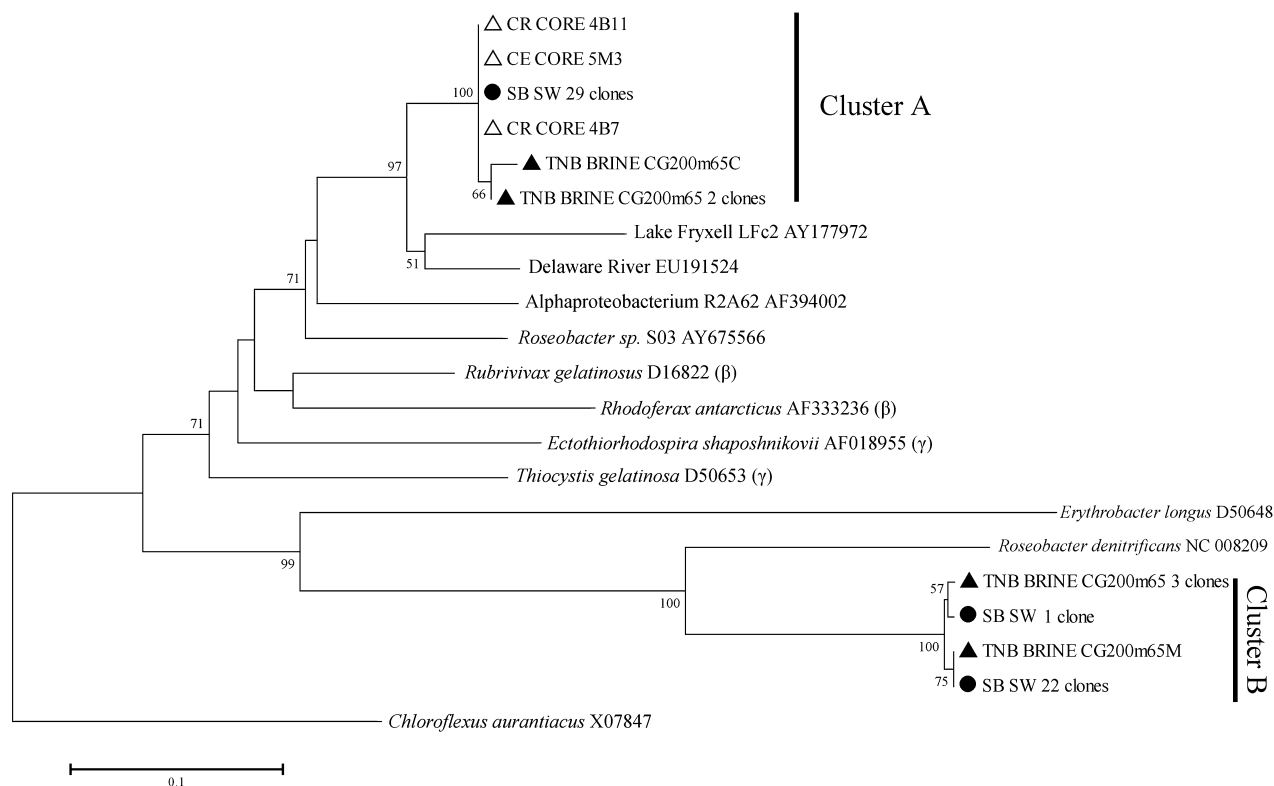 CR CORE 4B11
CE CORE 5M3
100
SB SW 29 clones
Cluster A
CR CORE 4B7
97
TNB BRINE CG200m65C
66
TNB BRINE CG200m65 2 clones
Lake Fryxell LFc2 AY177972
51
Delaware River EU191524
71
Alphaproteobacterium R2A62 AF394002
Roseobacter sp. S03 AY675566
Rubrivivax gelatinosus D16822 (β)
Rhodoferax antarcticus AF333236 (β)
71
Ectothiorhodospira shaposhnikovii AF018955 (γ)
Thiocystis gelatinosa D50653 (γ)
Erythrobacter longus D50648
99
Roseobacter denitrificans NC 008209
57
TNB BRINE CG200m65 3 clones
100
SB SW 1 clone
Cluster B
100
TNB BRINE CG200m65M
75
SB SW 22 clones
Chloroflexus aurantiacus X07847
0.1